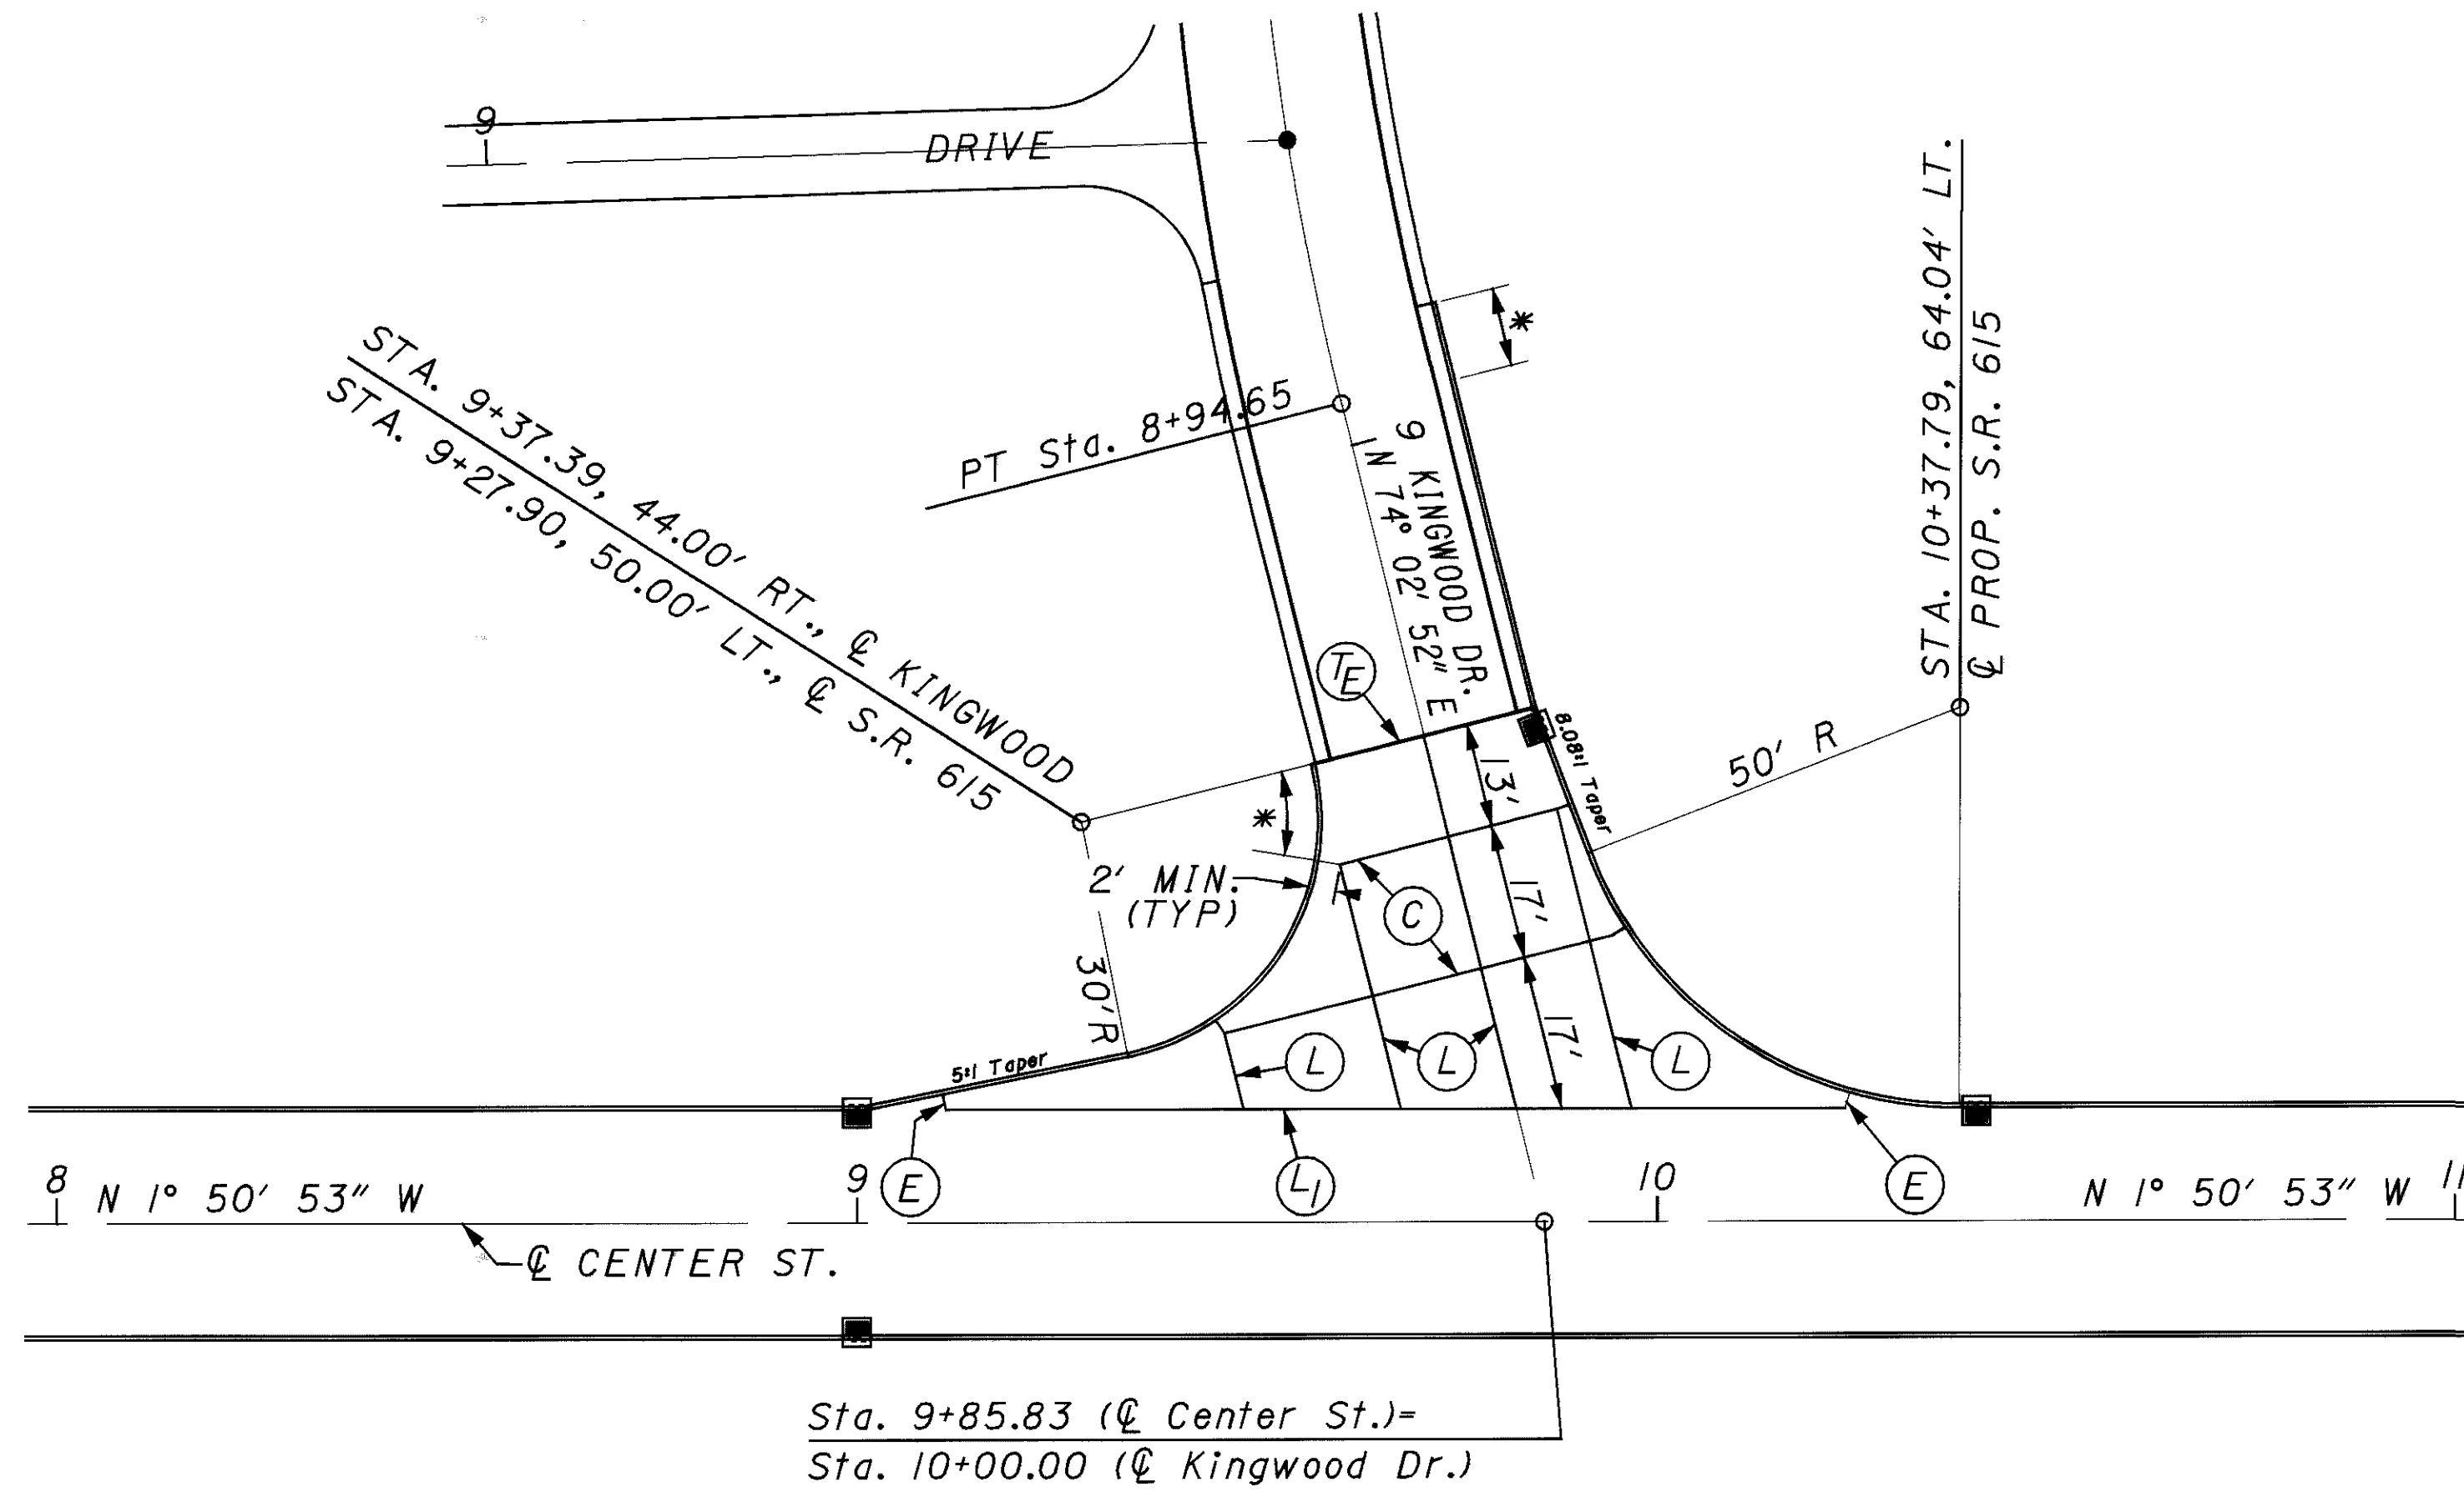 9
DRIVE
STA. 9+37.39, 44.00' RT., ℄ KINGWOOD
STA. 9+27.90, 50.00' LT., ℄ S.R. 615
PT Sta. 8+94.65
9 KINGWOOD DR.
N 74° 02' 52" E
*
STA. 10+37.79, 64.04' LT.
℄ PROP. S.R. 615
TE
8.08:1 Taper
50' R
13'
*
2' MIN.
(TYP)
C
17'
30'R
17'
5:1 Taper
L
L
L
8
N 1° 50' 53" W
9
E
L1
10
E
N 1° 50' 53" W
11
℄ CENTER ST.
Sta. 9+85.83 (℄ Center St.)=
Sta. 10+00.00 (℄ Kingwood Dr.)